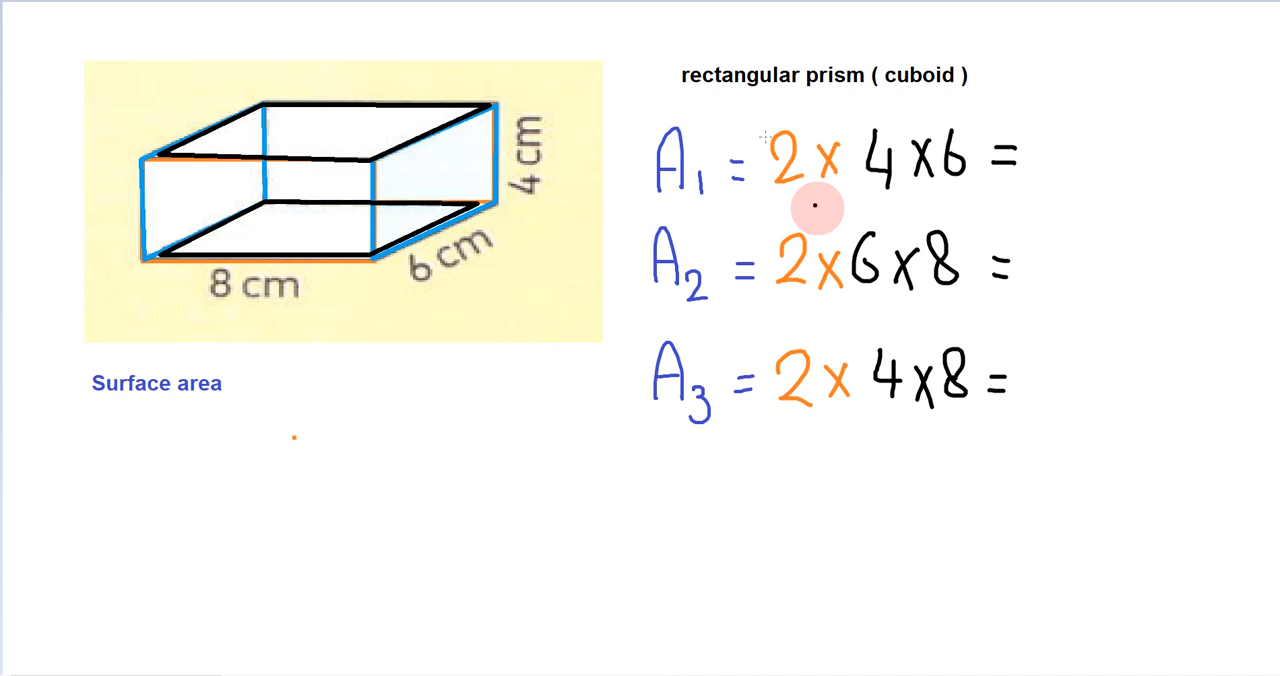 rectangular prism ( cuboid )
4 cm
6 cm
8 cm
A₁ = 2 × 4 × 6 =
A₂ = 2 × 6 × 8 =
A₃ = 2 × 4 × 8 =
Surface area